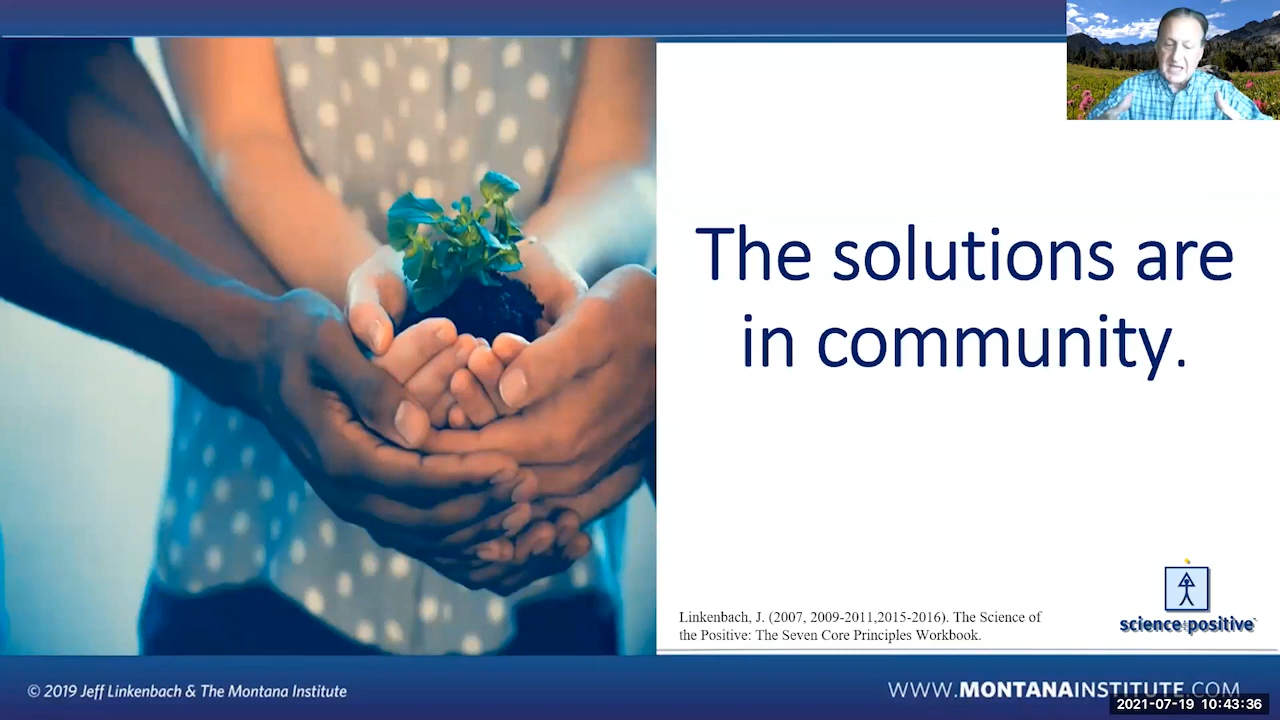 The solutions are
in community.
Linkenbach, J. (2007, 2009-2011,2015-2016). The Science of
the Positive: The Seven Core Principles Workbook.
science positive
© 2019 Jeff Linkenbach & The Montana Institute
WWW.MONTANAINSTITUTE.COM
2021-07-19 10:43:36